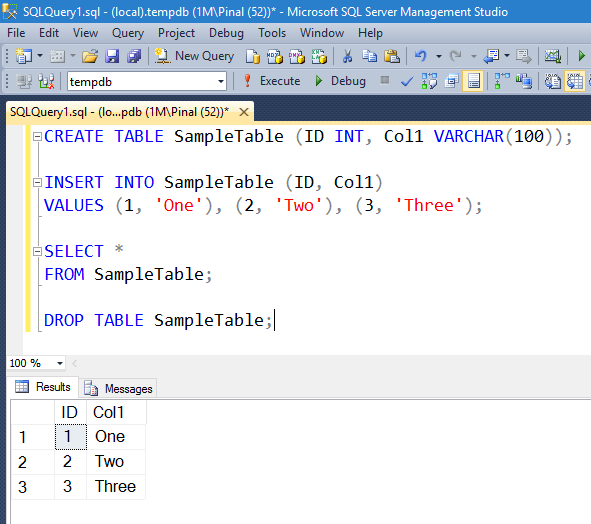 SQLQuery1.sql - (local).tempdb (1M\Pinal (52))* - Microsoft SQL Server Management Studio
File Edit View Query Project Debug Tools Window Help
New Query
tempdb Execute Debug
SQLQuery1.sql - (lo...pdb (1M\Pinal (52))*
CREATE TABLE SampleTable (ID INT, Col1 VARCHAR(100));
INSERT INTO SampleTable (ID, Col1)
VALUES (1, 'One'), (2, 'Two'), (3, 'Three');
SELECT *
FROM SampleTable;
DROP TABLE SampleTable;
100 %
Results Messages
ID Col1
1 1 One
2 2 Two
3 3 Three